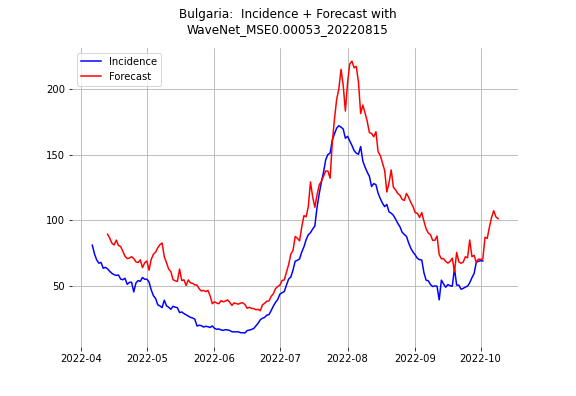 Bulgaria:  Incidence + Forecast with
WaveNet_MSE0.00053_20220815
Incidence
Forecast
200
150
100
50
2022-04 2022-05 2022-06 2022-07 2022-08 2022-09 2022-10